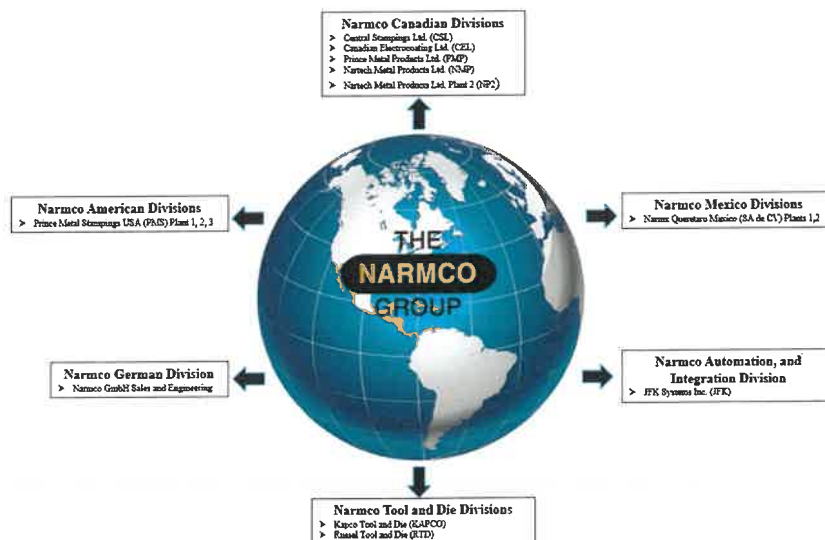 Narmco Canadian Divisions
➢ Central Stampings Ltd. (CSL)
➢ Canadian Electrocoating Ltd. (CEL)
➢ Prince Metal Products Ltd. (PMP)
➢ Nartech Metal Products Ltd. (NMP)
➢ Nartech Metal Products Ltd. Plant 2 (NP2)
Narmco American Divisions
➢ Prince Metal Stampings USA (PMS) Plant 1, 2, 3
Narmco Mexico Divisions
➢ Narmx Queretaro Mexico (SA de CV) Plants 1,2
THE
NARMCO
GROUP
Narmco German Division
➢ Narmco GmbH Sales and Engineering
Narmco Automation, and
Integration Division
➢ JFK Systems Inc. (JFK)
Narmco Tool and Die Divisions
➢ Kapco Tool and Die (KAPCO)
➢ Russel Tool and Die (RTD)